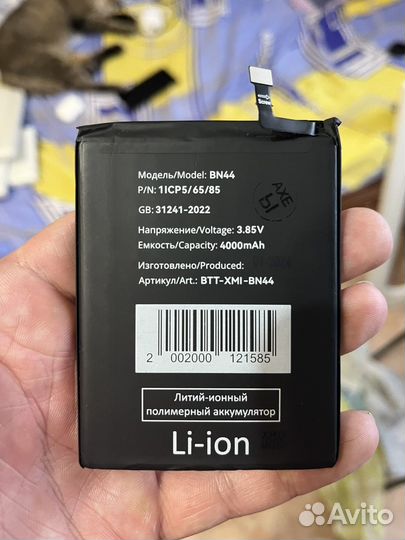 Модель/Model: BN44
P/N: 1ICP5/65/85
GB: 31241-2022
Напряжение/Voltage: 3.85V
Емкость/Capacity: 4000mAh
Изготовлено/Produced:
Артикул/Art.: BTT-XMI-BN44
2 002000 121585
Литий-ионный
полимерный аккумулятор
Li-ion
Avito